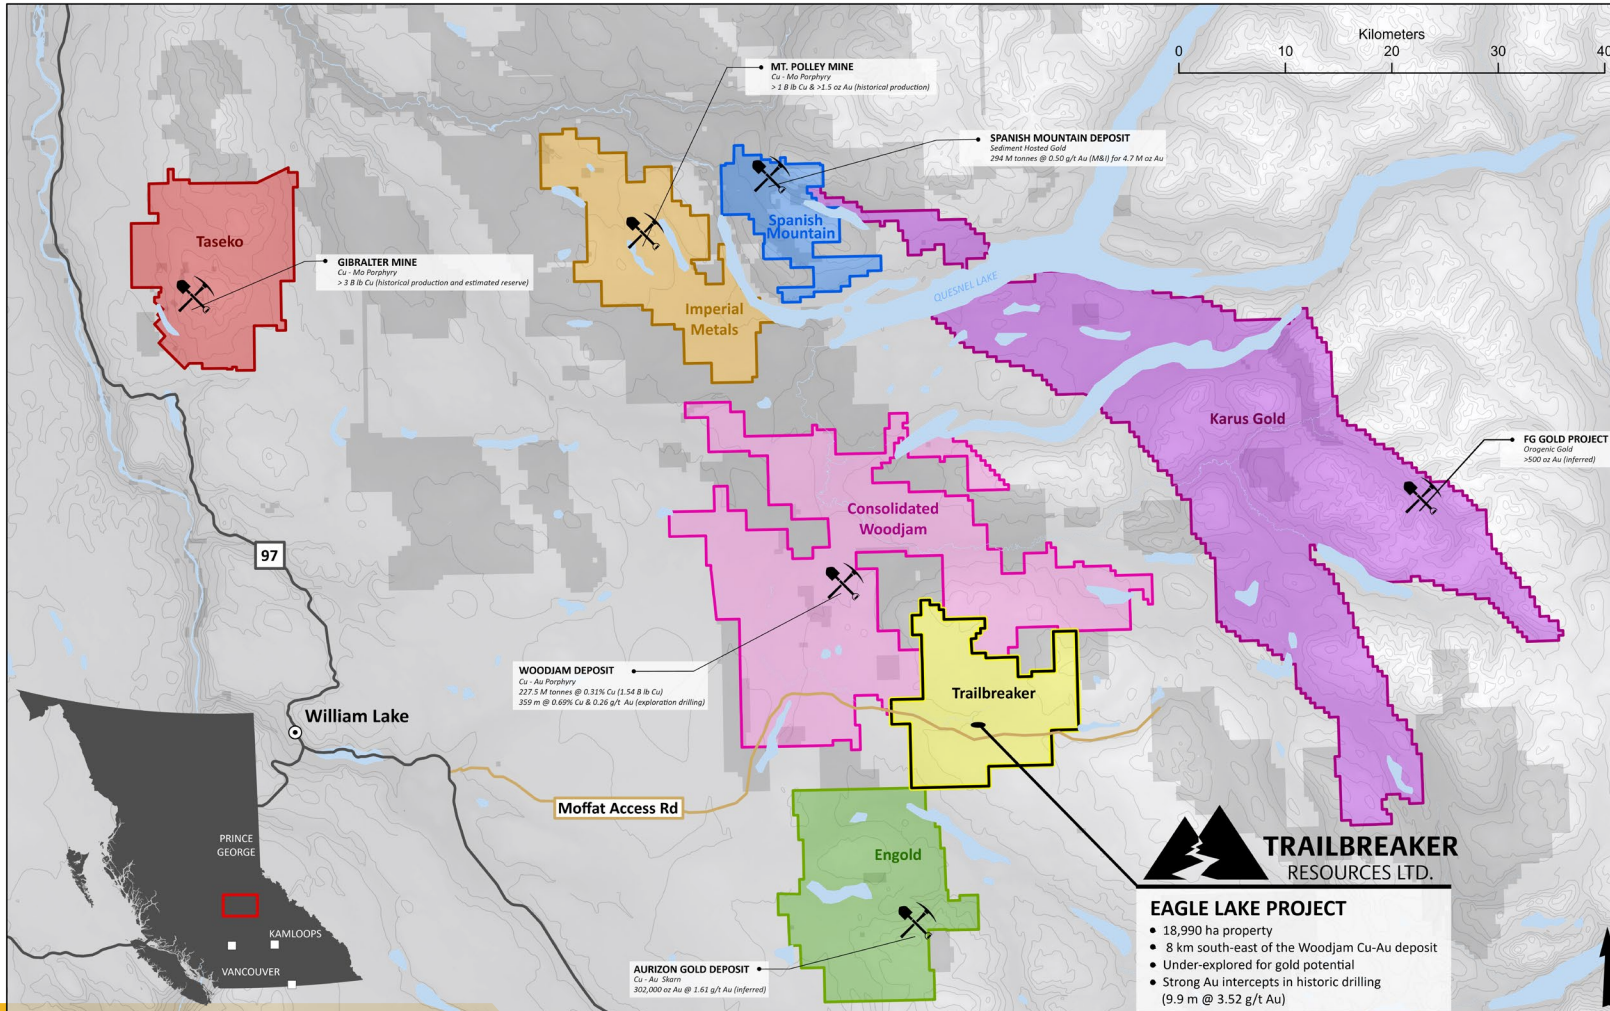 Kilometers
0 10 20 30 40
MT. POLLEY MINE
Cu - Mo Porphyry
> 1 B lb Cu & >1.5 oz Au (historical production)
SPANISH MOUNTAIN DEPOSIT
Sediment Hosted Gold
294 M tonnes @ 0.50 g/t Au (M&I) for 4.7 M oz Au
Taseko
Spanish
Mountain
GIBRALTER MINE
Cu - Mo Porphyry
> 3 B lb Cu (historical production and estimated reserve)
QUESNEL LAKE
Imperial
Metals
Karus Gold
FG GOLD PROJECT
Orogenic Gold
>500 oz Au (inferred)
Consolidated
Woodjam
97
WOODJAM DEPOSIT
Cu - Au Porphyry
227.5 M tonnes @ 0.31% Cu (1.54 B lb Cu)
359 m @ 0.69% Cu & 0.26 g/t Au (exploration drilling)
Trailbreaker
William Lake
Moffat Access Rd
PRINCE
GEORGE
KAMLOOPS
VANCOUVER
Engold
AURIZON GOLD DEPOSIT
Cu - Au Skarn
302,000 oz Au @ 1.61 g/t Au (inferred)
TRAILBREAKER
RESOURCES LTD.
EAGLE LAKE PROJECT
• 18,990 ha property
• 8 km south-east of the Woodjam Cu-Au deposit
• Under-explored for gold potential
• Strong Au intercepts in historic drilling
(9.9 m @ 3.52 g/t Au)